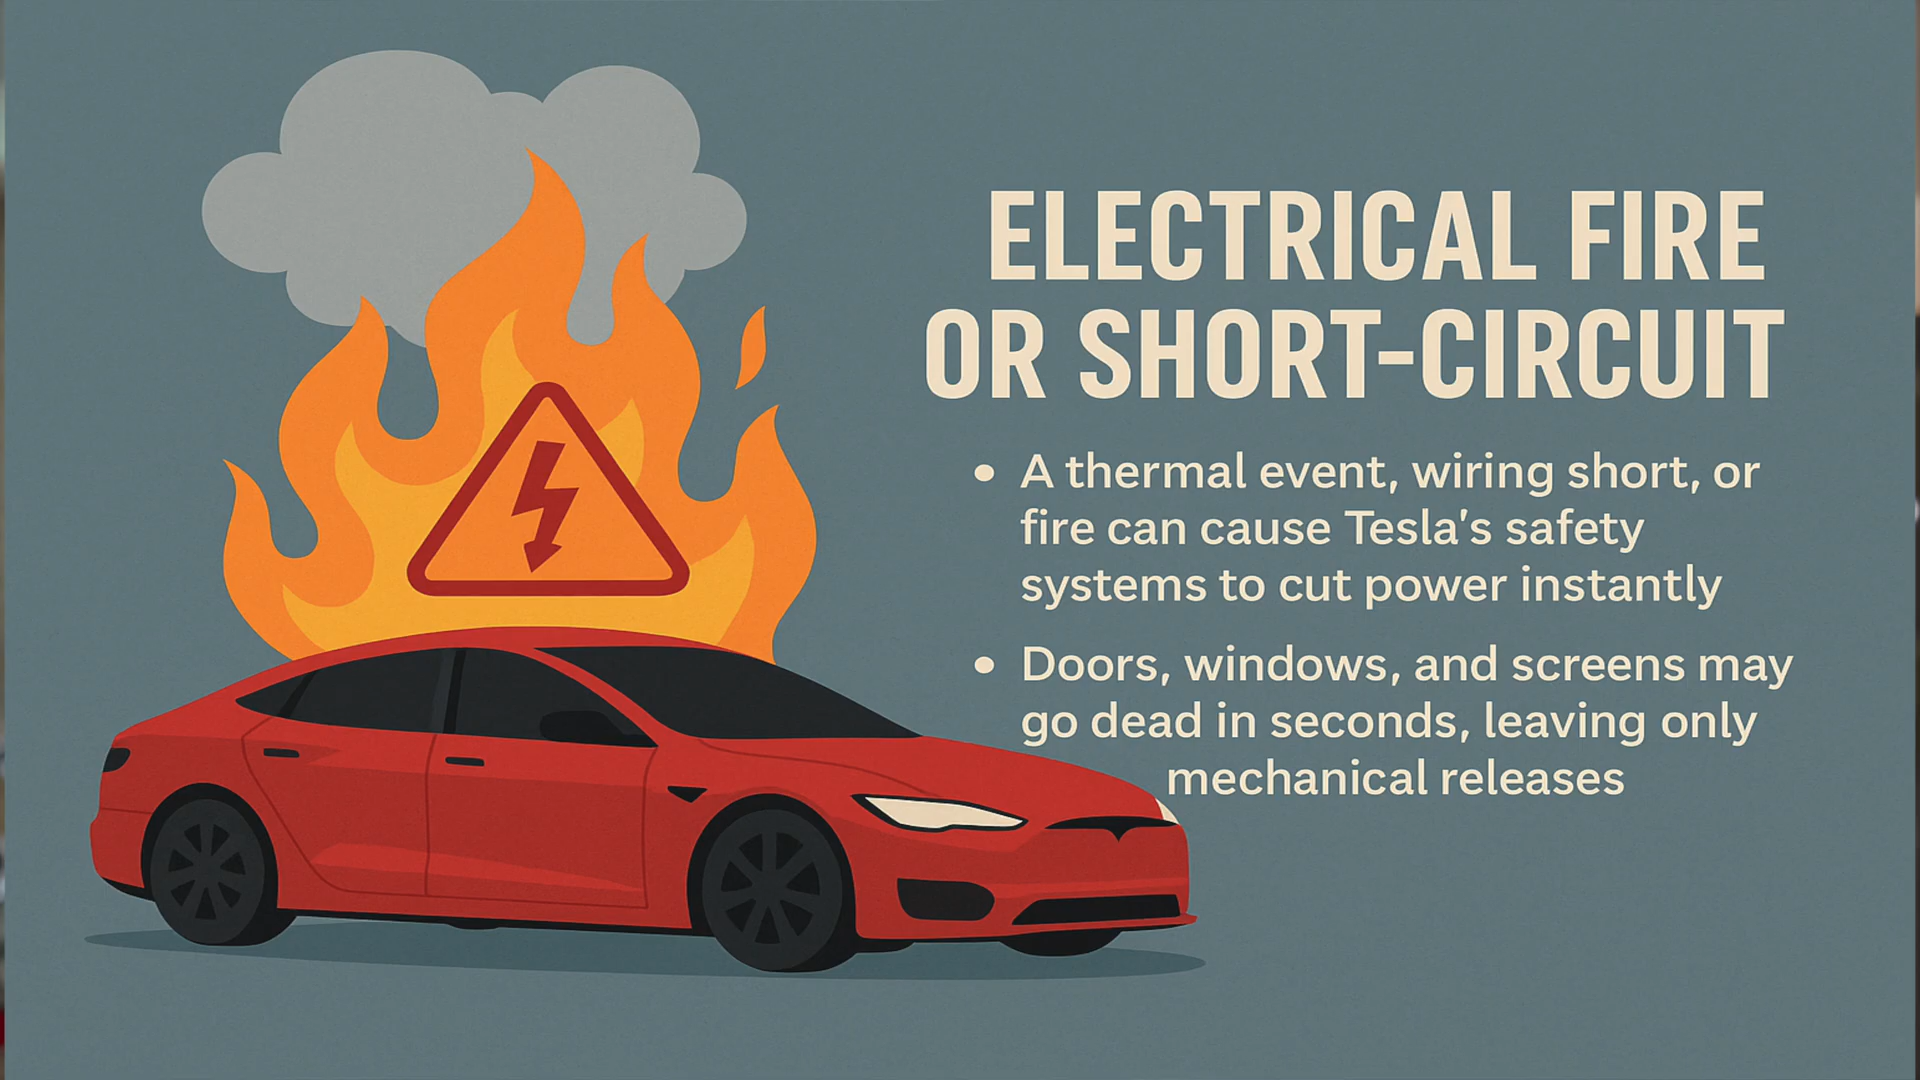 ELECTRICAL FIRE
OR SHORT-CIRCUIT
• A thermal event, wiring short, or
fire can cause Tesla's safety
systems to cut power instantly
• Doors, windows, and screens may
go dead in seconds, leaving only
mechanical releases